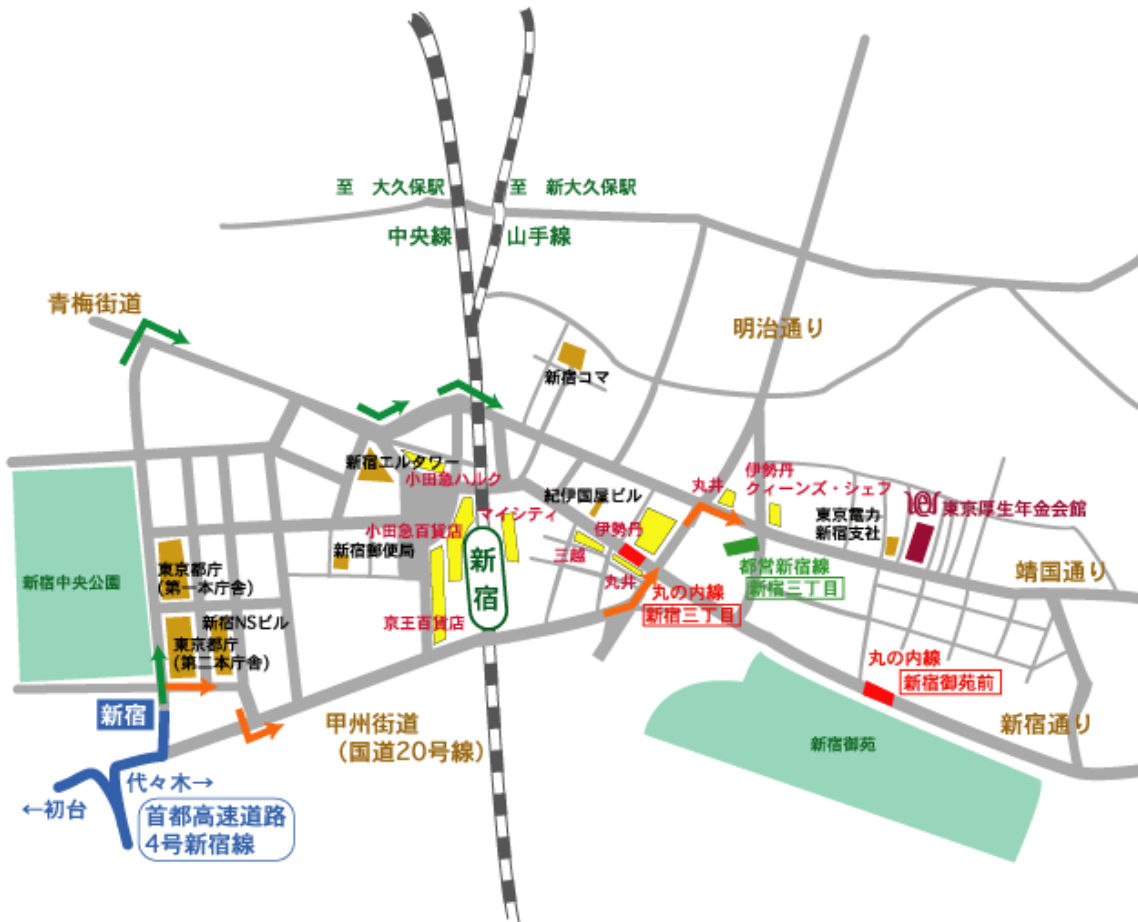 至 大久保駅
至 新大久保駅
中央線
山手線
青梅街道
明治通り
新宿コマ
新宿エルタワー
小田急ハルク
丸井
伊勢丹
クィーンズ・シェフ
紀伊国屋ビル
小田急百貨店
マイシティ
伊勢丹
東京電力
新宿支社
東京厚生年金会館
新宿郵便局
新宿
三越
丸井
都営新宿線
新宿三丁目
靖国通り
新宿中央公園
東京都庁
(第一本庁舎)
丸の内線
新宿三丁目
新宿NSビル
京王百貨店
東京都庁
(第二本庁舎)
丸の内線
新宿御苑前
新宿
甲州街道
(国道20号線)
新宿御苑
新宿通り
代々木→
←初台
首都高速道路
4号新宿線